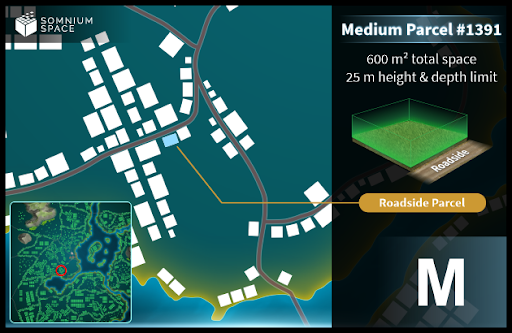 SOMNIUM
SPACE
Medium Parcel #1391
600 m² total space
25 m height & depth limit
Roadside
Roadside Parcel
M